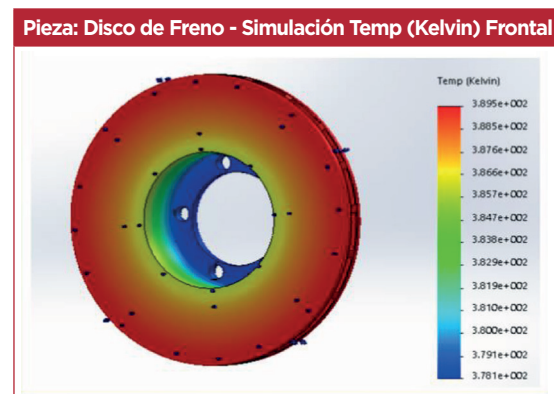 Pieza: Disco de Freno - Simulación Temp (Kelvin) Frontal
Temp (Kelvin)
3.895e+002
3.885e+002
3.876e+002
3.866e+002
3.857e+002
3.847e+002
3.838e+002
3.829e+002
3.819e+002
3.810e+002
3.800e+002
3.791e+002
3.781e+002